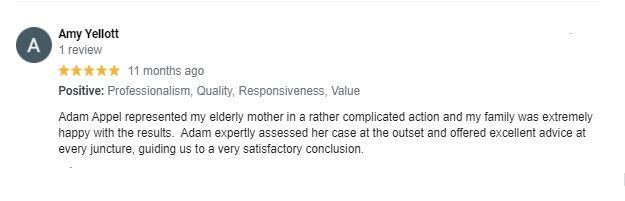 A
Amy Yellott
1 review
11 months ago
Positive: Professionalism, Quality, Responsiveness, Value
Adam Appel represented my elderly mother in a rather complicated action and my family was extremely
happy with the results.  Adam expertly assessed her case at the outset and offered excellent advice at
every juncture, guiding us to a very satisfactory conclusion.